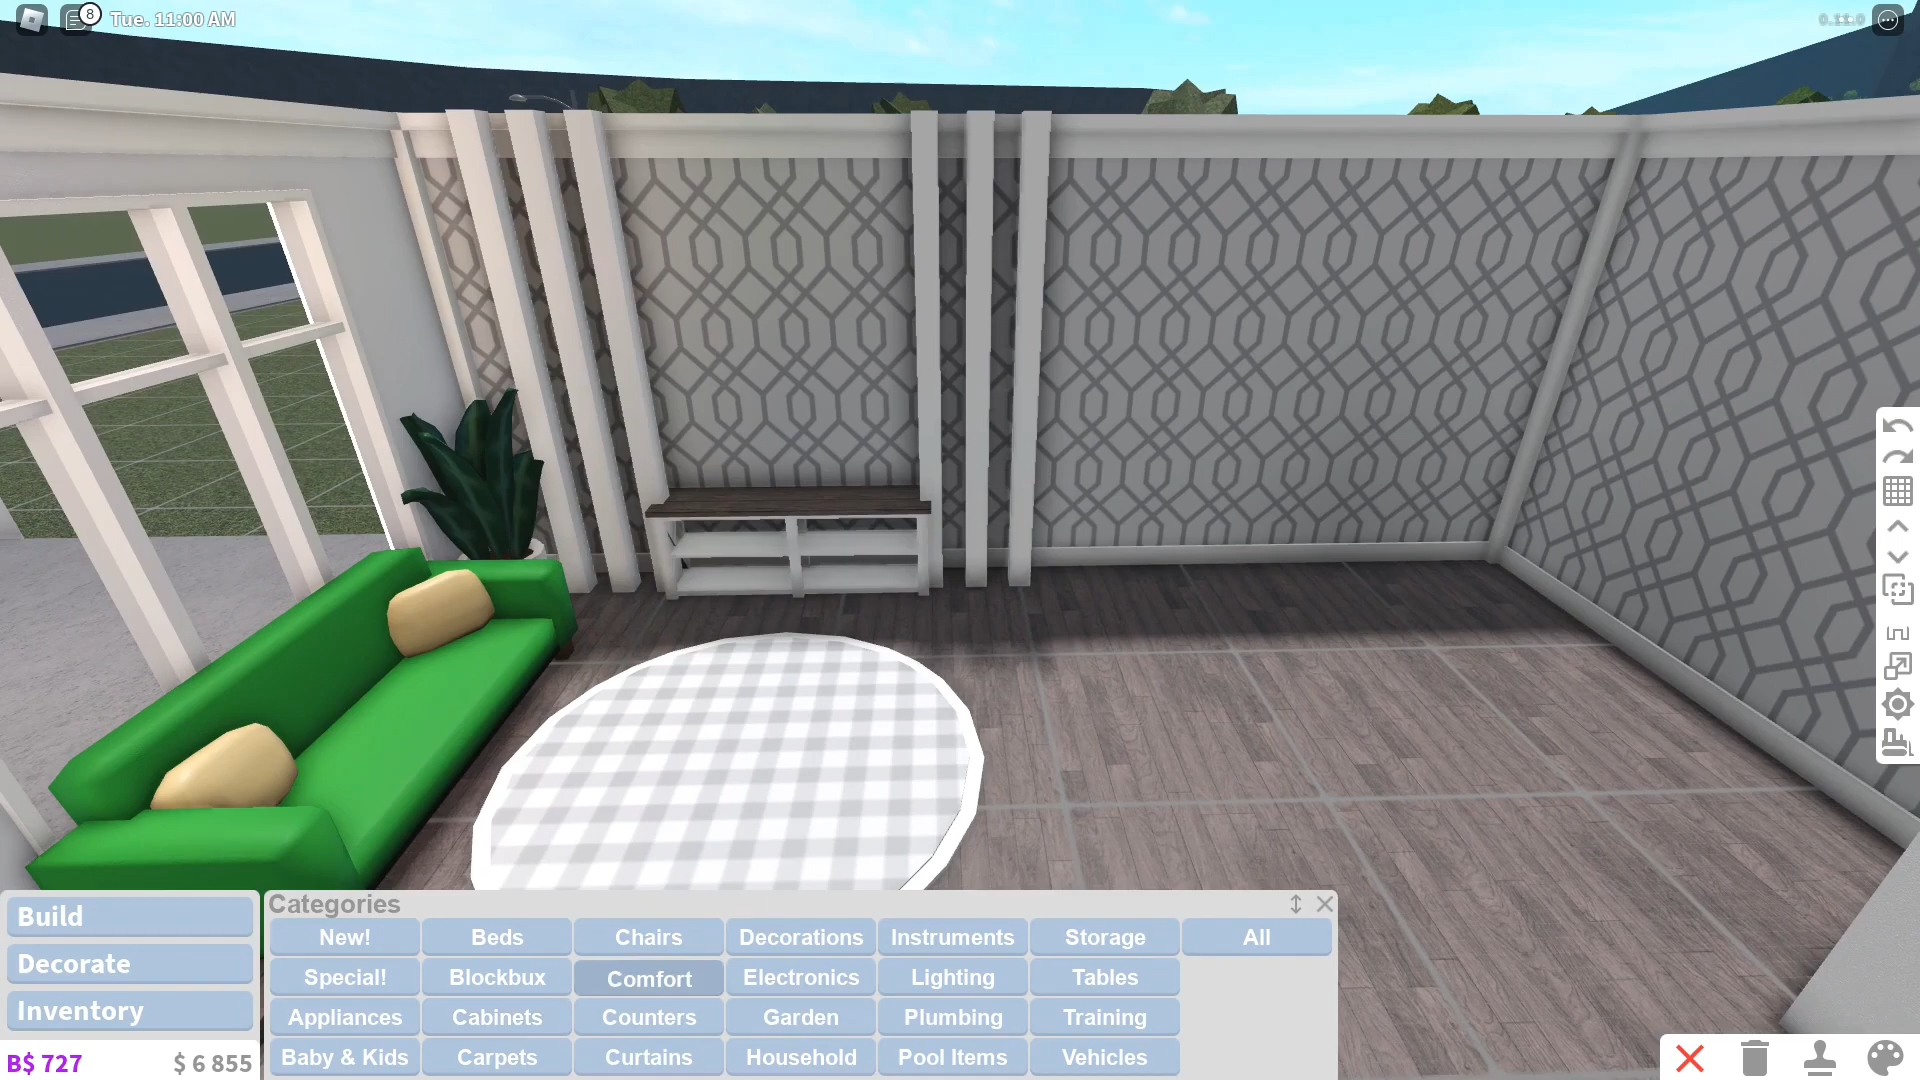 8
Tue. 11:00 AM
Build
Decorate
Inventory
B$ 727
$ 6 855
Categories
New!
Beds
Chairs
Decorations
Instruments
Storage
All
Special!
Blockbux
Comfort
Electronics
Lighting
Tables
Appliances
Cabinets
Counters
Garden
Plumbing
Training
Baby & Kids
Carpets
Curtains
Household
Pool Items
Vehicles